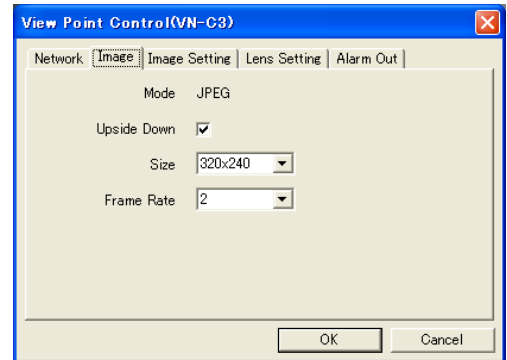 View Point Control(VN-C3)
Network Image Image Setting Lens Setting Alarm Out
Mode JPEG
Upside Down
Size 320x240
Frame Rate 2
OK Cancel